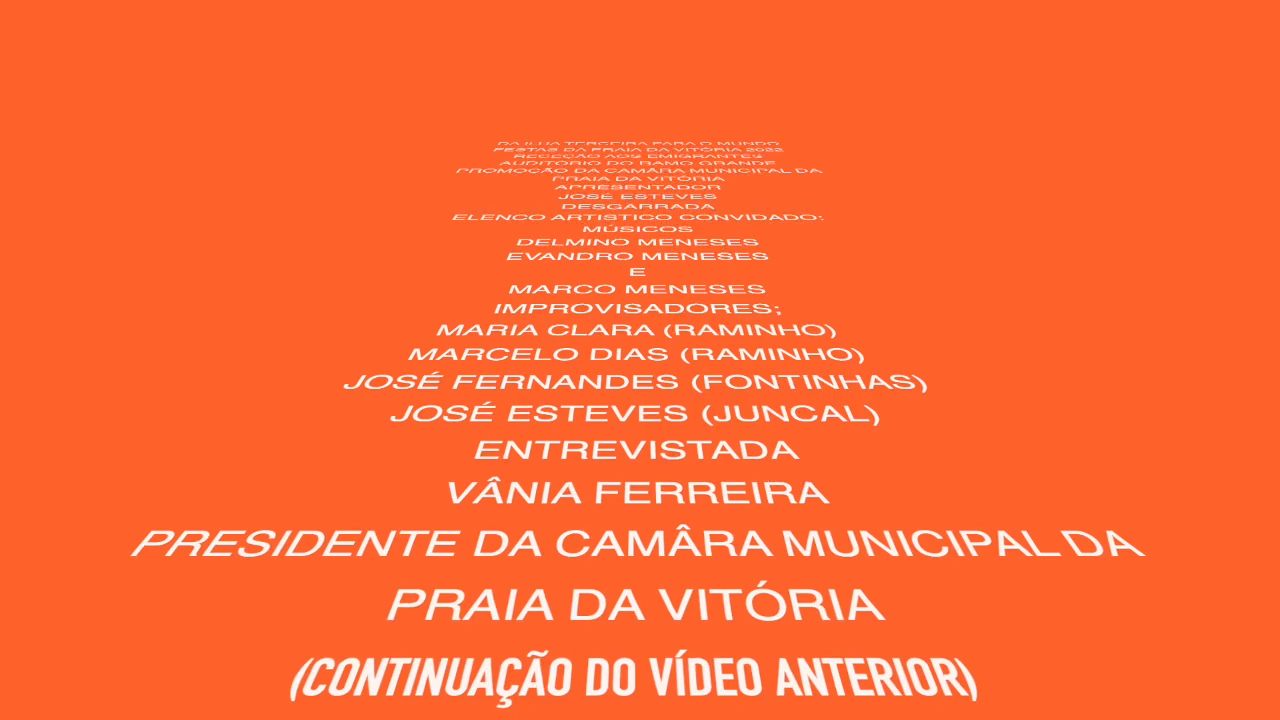 DA ILHA TERCEIRA PARA O MUNDO
FESTAS DA PRAIA DA VITÓRIA 2022
RECEÇÃO AOS EMIGRANTES
AUDITÓRIO DO RAMO GRANDE
PROMOÇÃO DA CAMÂRA MUNICIPAL DA
PRAIA DA VITÓRIA
APRESENTADOR
JOSÉ ESTEVES
DESGARRADA
ELENCO ARTISTICO CONVIDADO:
MÚSICOS
DELMINO MENESES
EVANDRO MENESES
E
MARCO MENESES
IMPROVISADORES;
MARIA CLARA (RAMINHO)
MARCELO DIAS (RAMINHO)
JOSÉ FERNANDES (FONTINHAS)
JOSÉ ESTEVES (JUNCAL)
ENTREVISTADA
VÂNIA FERREIRA
PRESIDENTE DA CAMÂRA MUNICIPAL DA
PRAIA DA VITÓRIA
(CONTINUAÇÃO DO VÍDEO ANTERIOR)